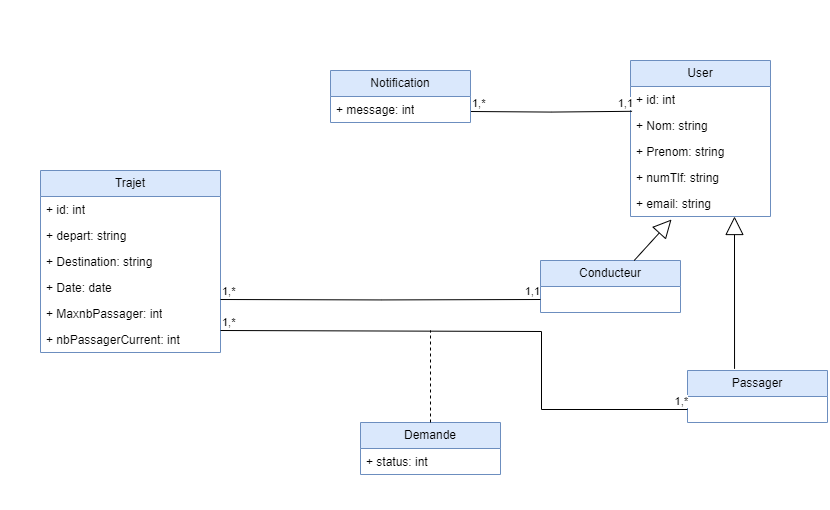 User
+ id: int
+ Nom: string
+ Prenom: string
+ numTlf: string
+ email: string
Notification
+ message: int
1,*
1,1
Trajet
+ id: int
+ depart: string
+ Destination: string
+ Date: date
+ MaxnbPassager: int
+ nbPassagerCurrent: int
Conducteur
1,*
1,1
1,*
Passager
1,*
Demande
+ status: int